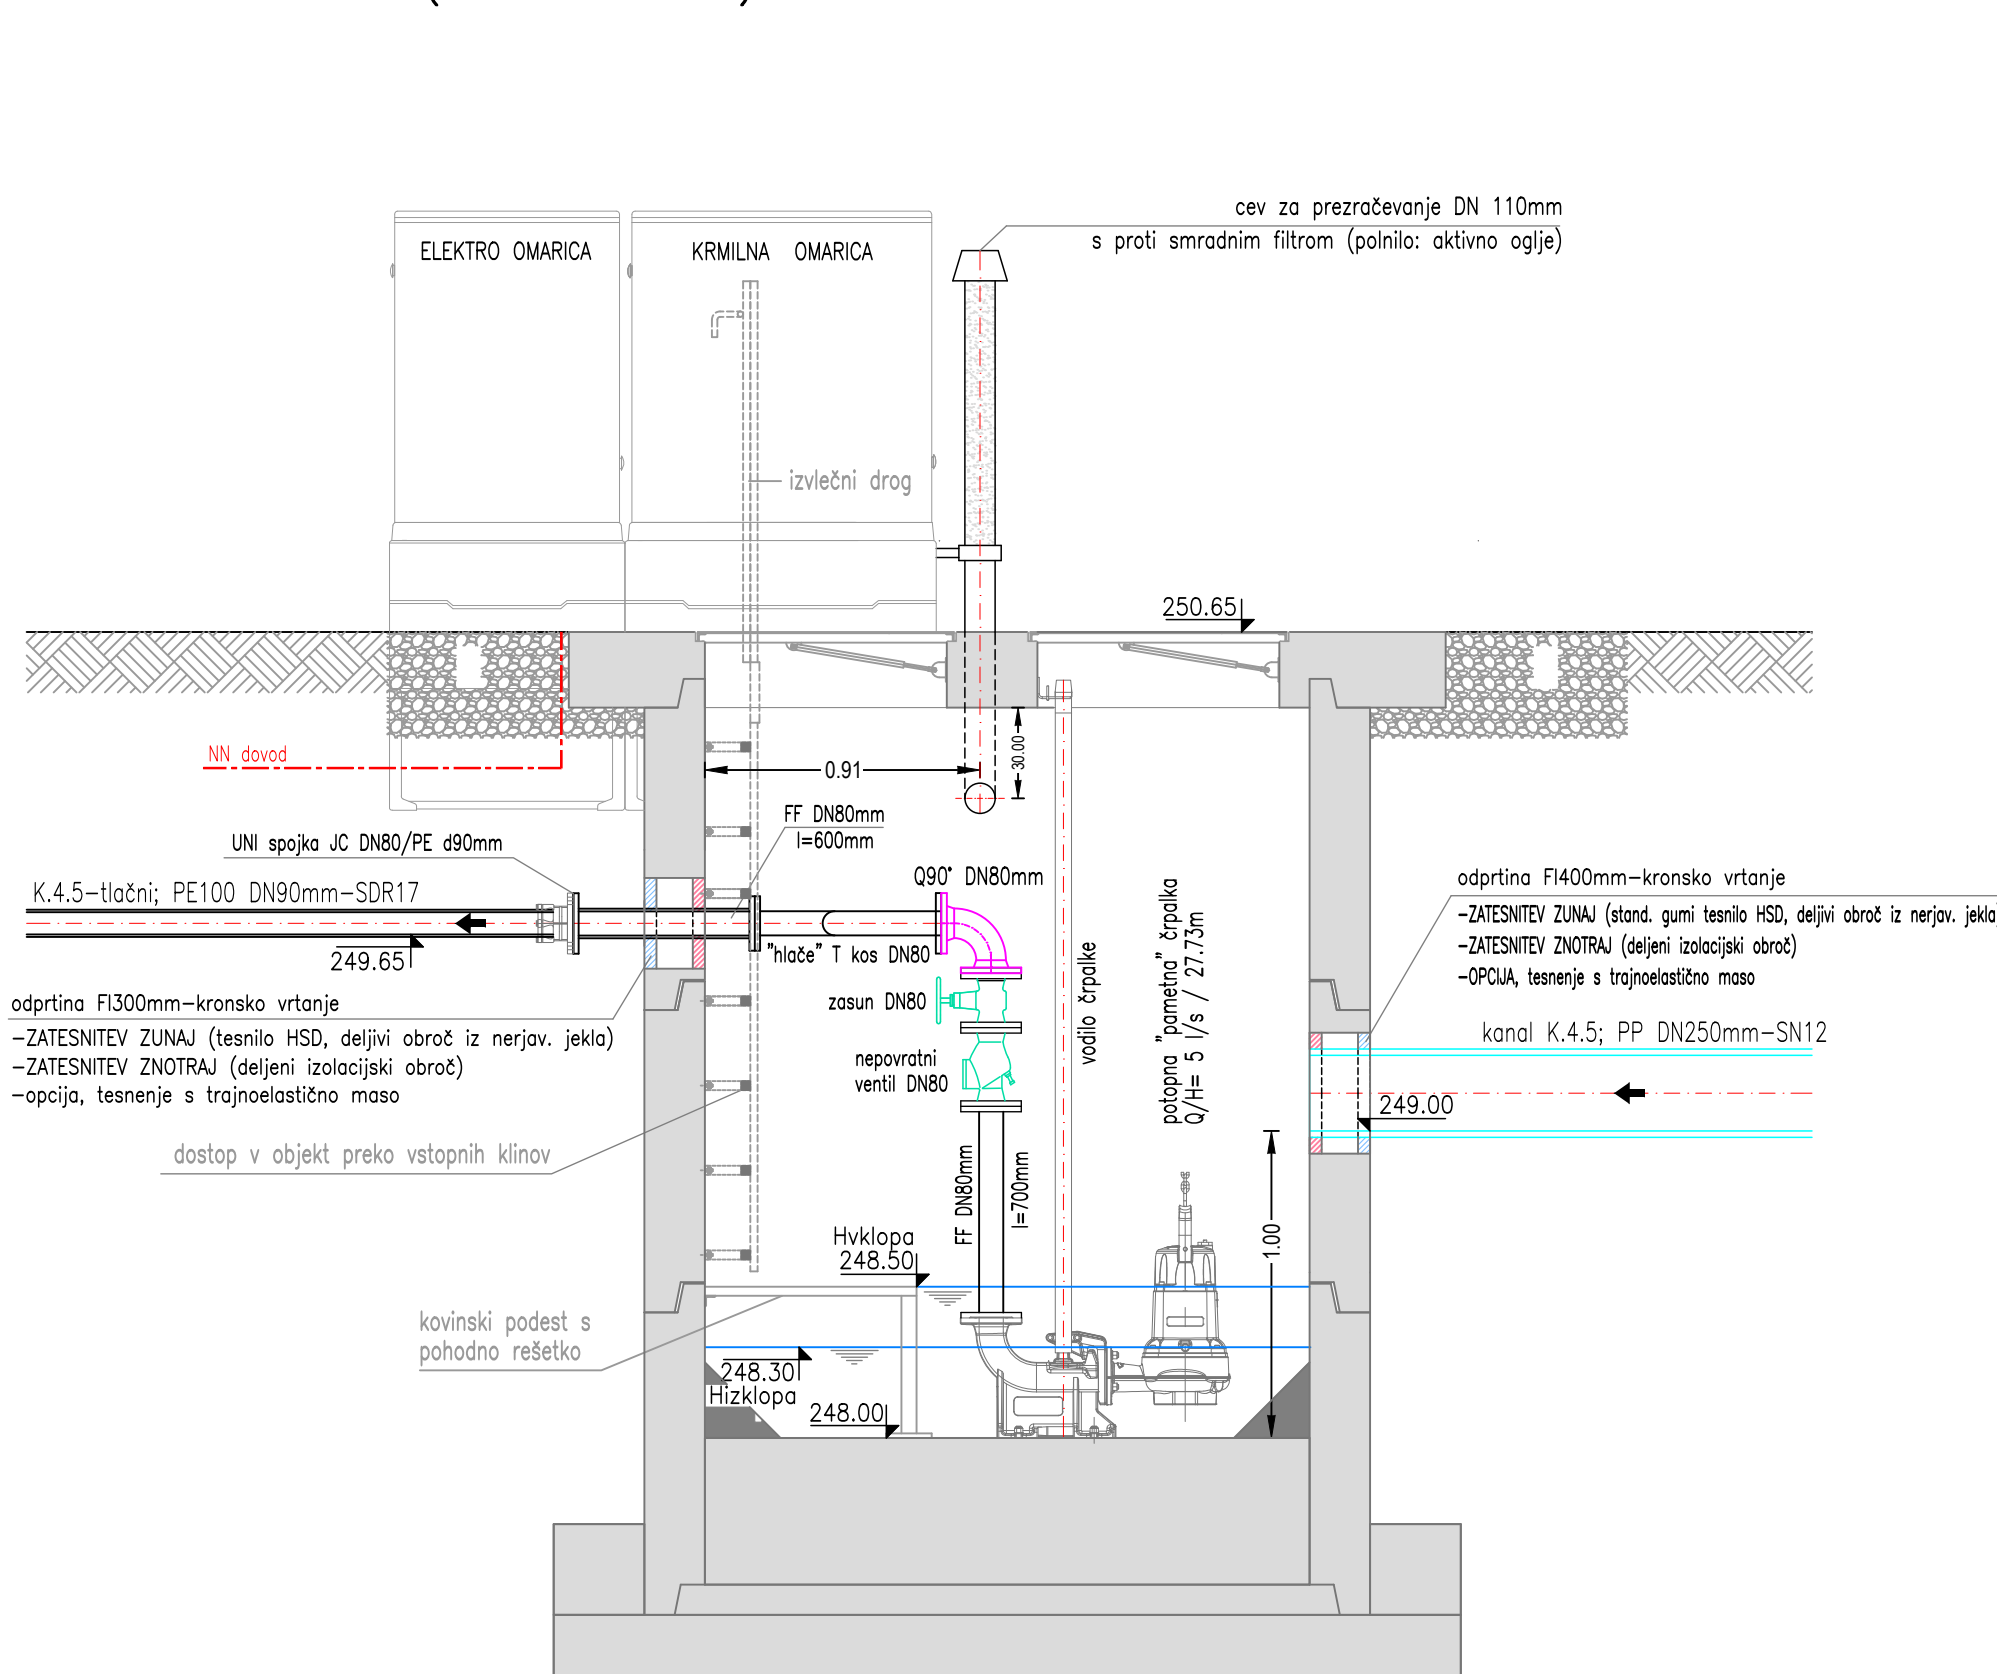 cev za prezračevanje DN 110mm
s proti smradnim filtrom (polnilo: aktivno oglje)
ELEKTRO OMARICA
KRMILNA OMARICA
izvlečni drog
250.65
NN dovod
0.91
30.00
FF DN80mm
l=600mm
UNI spojka JC DN80/PE d90mm
K.4.5-tlačni; PE100 DN90mm-SDR17
249.65
Q90° DN80mm
"hlače" T kos DN80
zasun DN80
nepovratni
ventil DN80
vodilo črpalke
potopna "pametna" črpalka
Q/H= 5 l/s / 27.73m
odprtina FI400mm-kronsko vrtanje
-ZATESNITEV ZUNAJ (stand. gumi tesnilo HSD, deljivi obroč iz nerjav. jekla
-ZATESNITEV ZNOTRAJ (deljeni izolacijski obroč)
-OPCIJA, tesnenje s trajnoelastično maso
kanal K.4.5; PP DN250mm-SN12
249.00
odprtina FI300mm-kronsko vrtanje
-ZATESNITEV ZUNAJ (tesnilo HSD, deljivi obroč iz nerjav. jekla)
-ZATESNITEV ZNOTRAJ (deljeni izolacijski obroč)
-opcija, tesnenje s trajnoelastično maso
dostop v objekt preko vstopnih klinov
FF DN80mm
l=700mm
1.00
Hvklopa
248.50
kovinski podest s
pohodno rešetko
248.30
Hizklopa
248.00